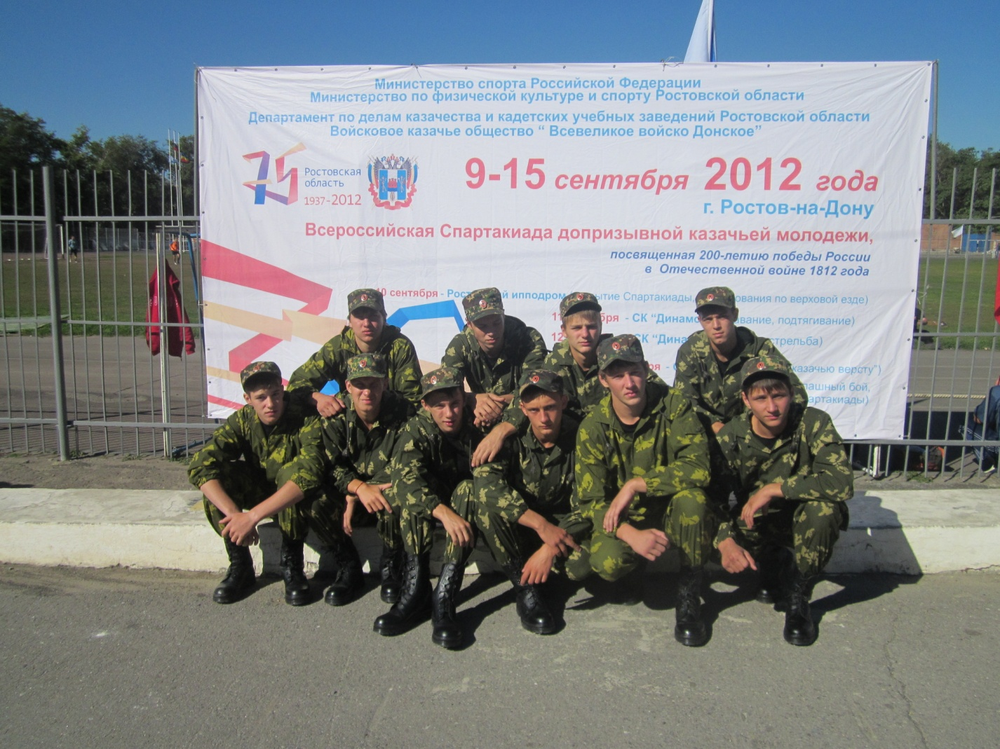 Министерство спорта Российской Федерации
Министерство по физической культуре и спорту Ростовской области
Департамент по делам казачества и кадетских учебных заведений Ростовской области
Войсковое казачье общество “ Всевеликое войско Донское”
75
Ростовская
область
1937-2012
9-15 сентября 2012 года
г. Ростов-на-Дону
Всероссийская Спартакиада допризывной казачьей молодежи,
посвященная 200-летию победы России
в Отечественной войне 1812 года
10 сентября - ипподром по верховой езде)
- СК “Динамо подтягивание)
12 СК стрельба)
- казачью версту”)
бой,